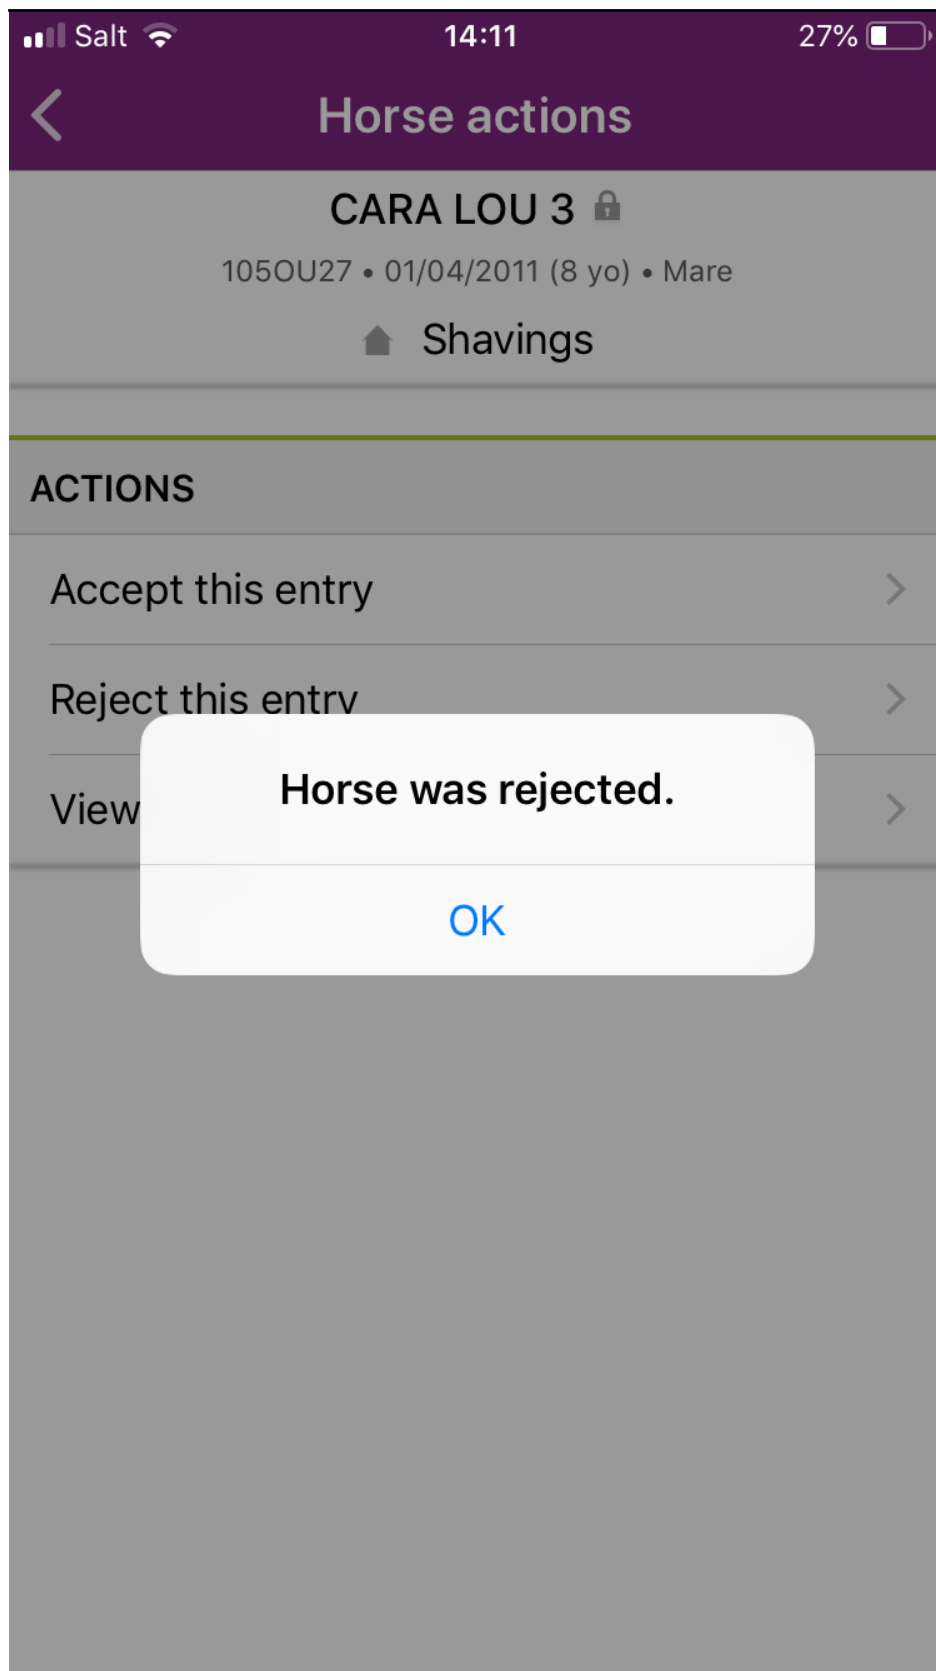 Salt 14:11 27%
Horse actions
CARA LOU 3
105OU27 • 01/04/2011 (8 yo) • Mare
Shavings
ACTIONS
Accept this entry
Reject this entry
View
Horse was rejected.
OK